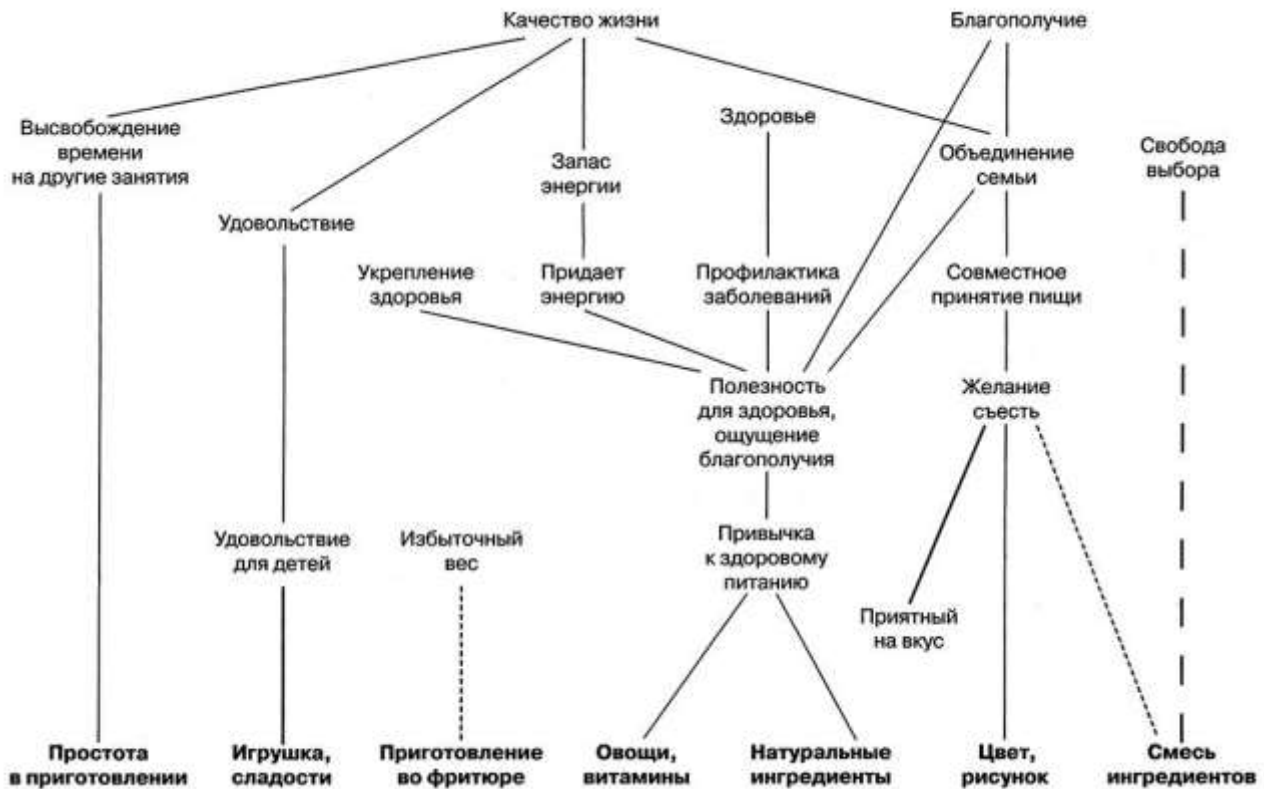 Качество жизни
Благополучие
Высвобождение
времени
на другие занятия
Здоровье
Запас
энергии
Объединение
семьи
Свобода
выбора
Удовольствие
Укрепление
здоровья
Придает
энергию
Профилактика
заболеваний
Совместное
принятие пищи
Полезность
для здоровья,
ощущение
благополучия
Желание
съесть
Удовольствие
для детей
Избыточный
вес
Привычка
к здоровому
питанию
Приятный
на вкус
Простота
в приготовлении
Игрушка,
сладости
Приготовление
во фритюре
Овощи,
витамины
Натуральные
ингредиенты
Цвет,
рисунок
Смесь
ингредиентов